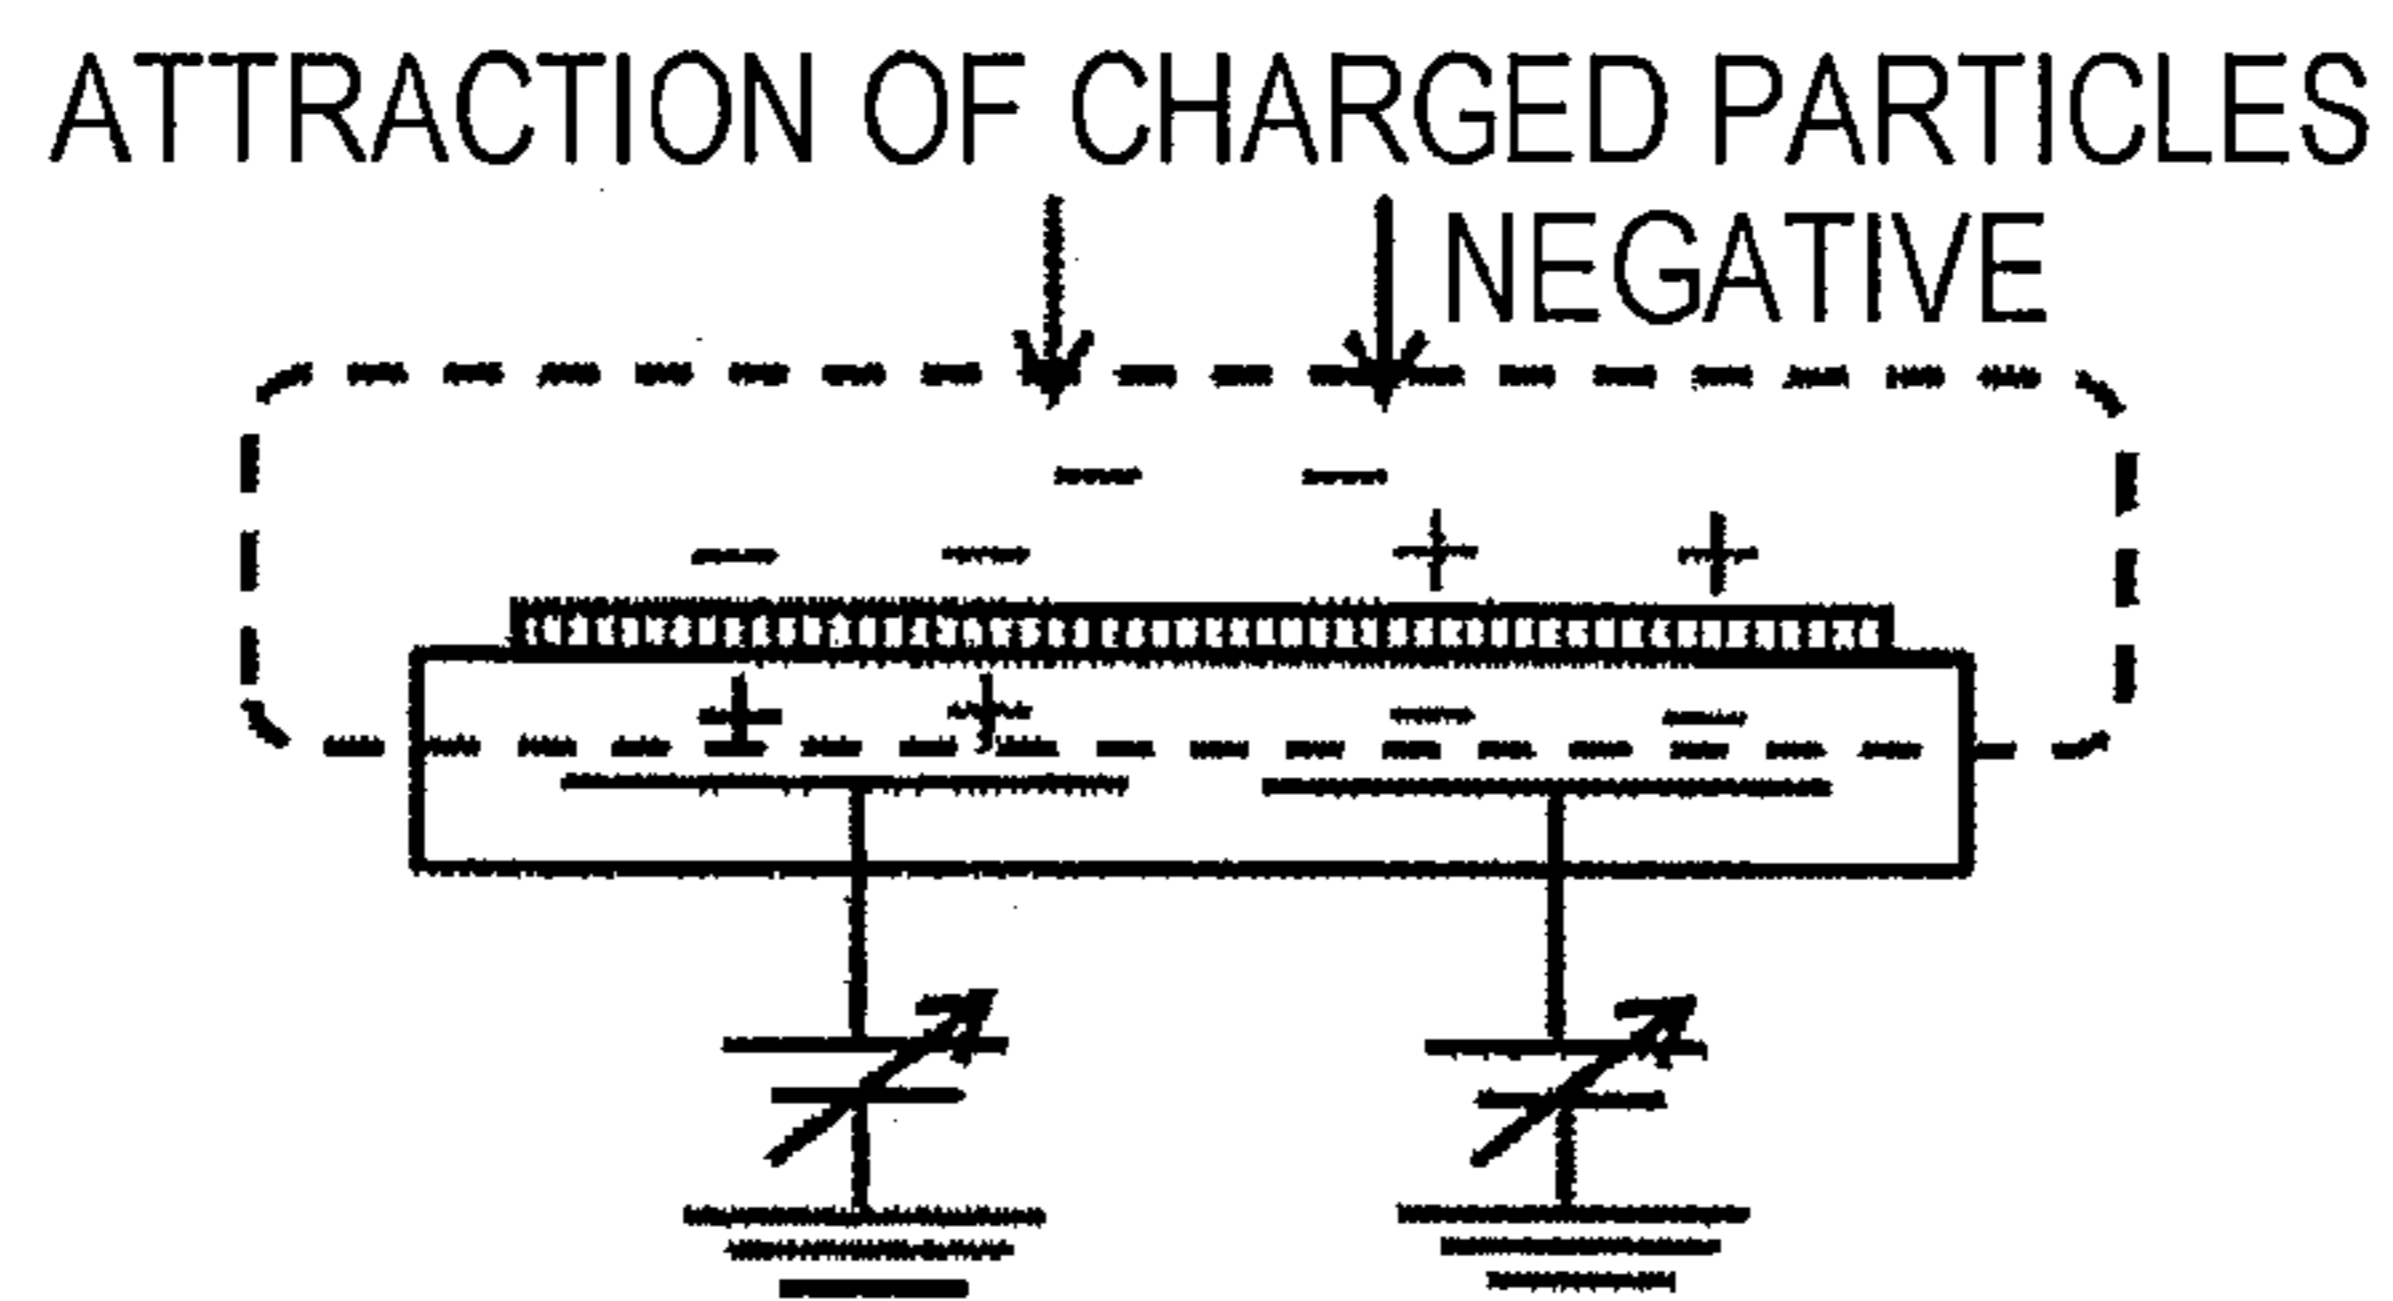 ATTRACTION OF CHARGED PARTICLES
NEGATIVE
− −
− − + +
+ + − −